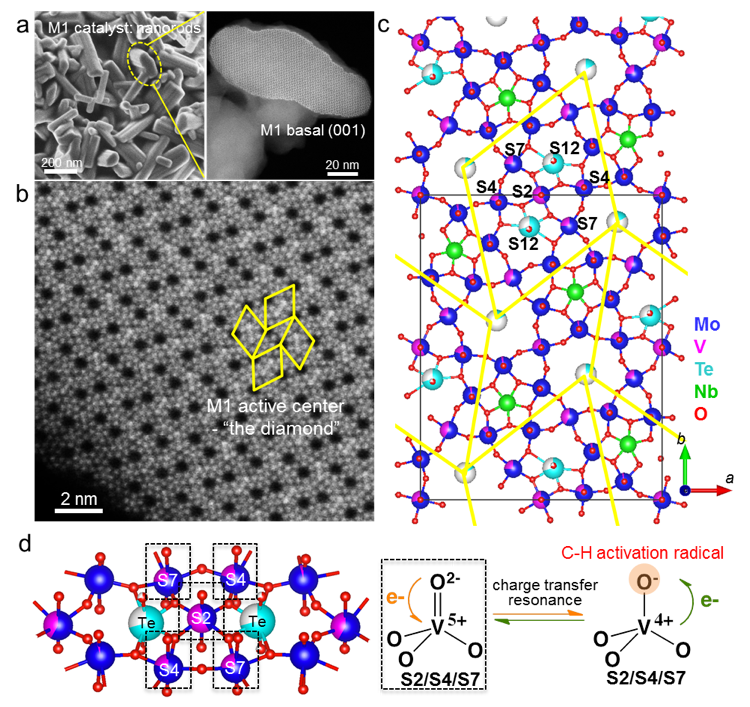 a
M1 catalyst: nanorods
200 nm
M1 basal (001)
20 nm
b
M1 active center
- “the diamond”
2 nm
c
S7
S12
S4
S2
S4
S12
S7
Mo
V
Te
Nb
O
b
a
d
S7
S4
Te
S2
Te
S4
S7
C-H activation radical
O2-
e-
V5+
O
O
O
S2/S4/S7
charge transfer
resonance
O-
e-
V4+
O
O
O
S2/S4/S7